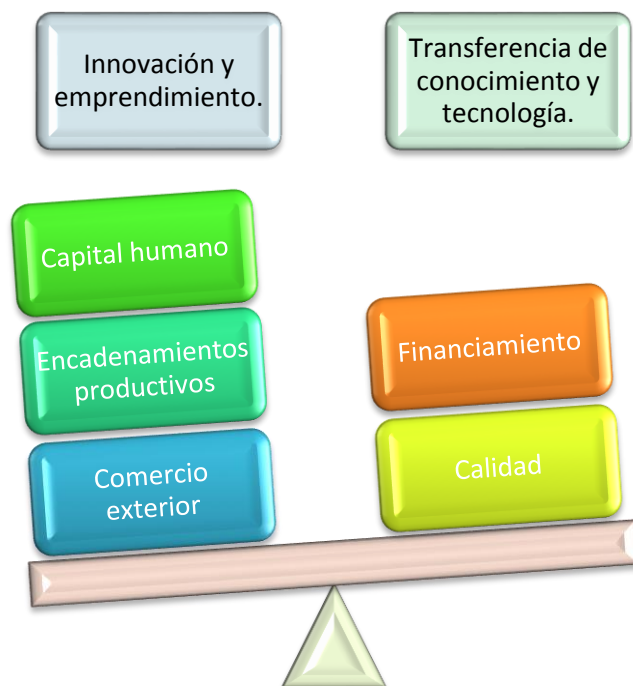 Innovación y
emprendimiento.
Transferencia de
conocimiento y
tecnología.
Capital humano
Encadenamientos
productivos
Comercio
exterior
Financiamiento
Calidad